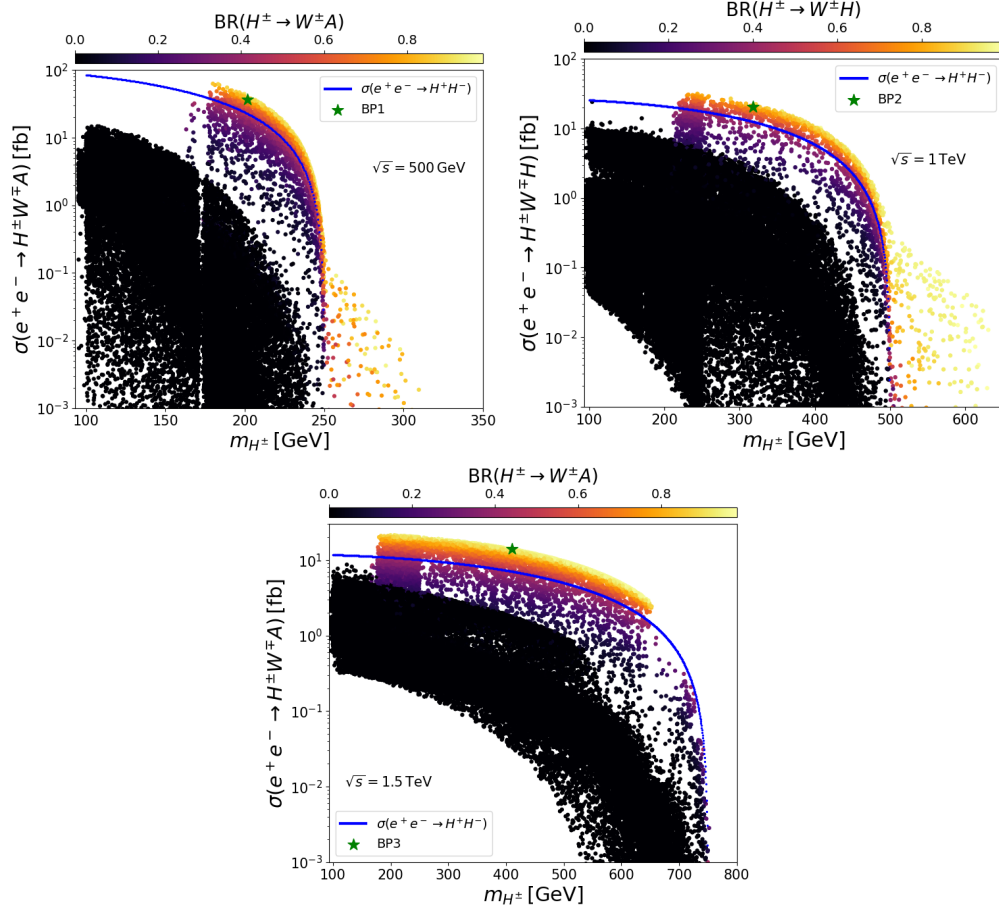 BR(H± → W±A)
0.0 0.2 0.4 0.6 0.8
σ(e⁺e⁻ → H±W∓A) [fb]
10² 10¹ 10⁰ 10⁻¹ 10⁻² 10⁻³
σ(e⁺e⁻ → H⁺H⁻)
BP1
√s = 500 GeV
100 150 200 250 300 350
m_H± [GeV]
BR(H± → W±H)
0.0 0.2 0.4 0.6 0.8
σ(e⁺e⁻ → H±W∓H) [fb]
10² 10¹ 10⁰ 10⁻¹ 10⁻² 10⁻³
σ(e⁺e⁻ → H⁺H⁻)
BP2
√s = 1 TeV
100 200 300 400 500 600
m_H± [GeV]
BR(H± → W±A)
0.0 0.2 0.4 0.6 0.8
σ(e⁺e⁻ → H±W∓A) [fb]
10¹ 10⁰ 10⁻¹ 10⁻² 10⁻³
√s = 1.5 TeV
σ(e⁺e⁻ → H⁺H⁻)
BP3
100 200 300 400 500 600 700 800
m_H± [GeV]